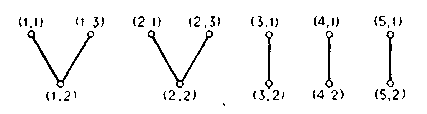 (1,1) (1 3) (2 1) (2,3) (3,1) (4,1) (5,1)
(1,2) (2,2) (3,2) (4 2) (5,2)